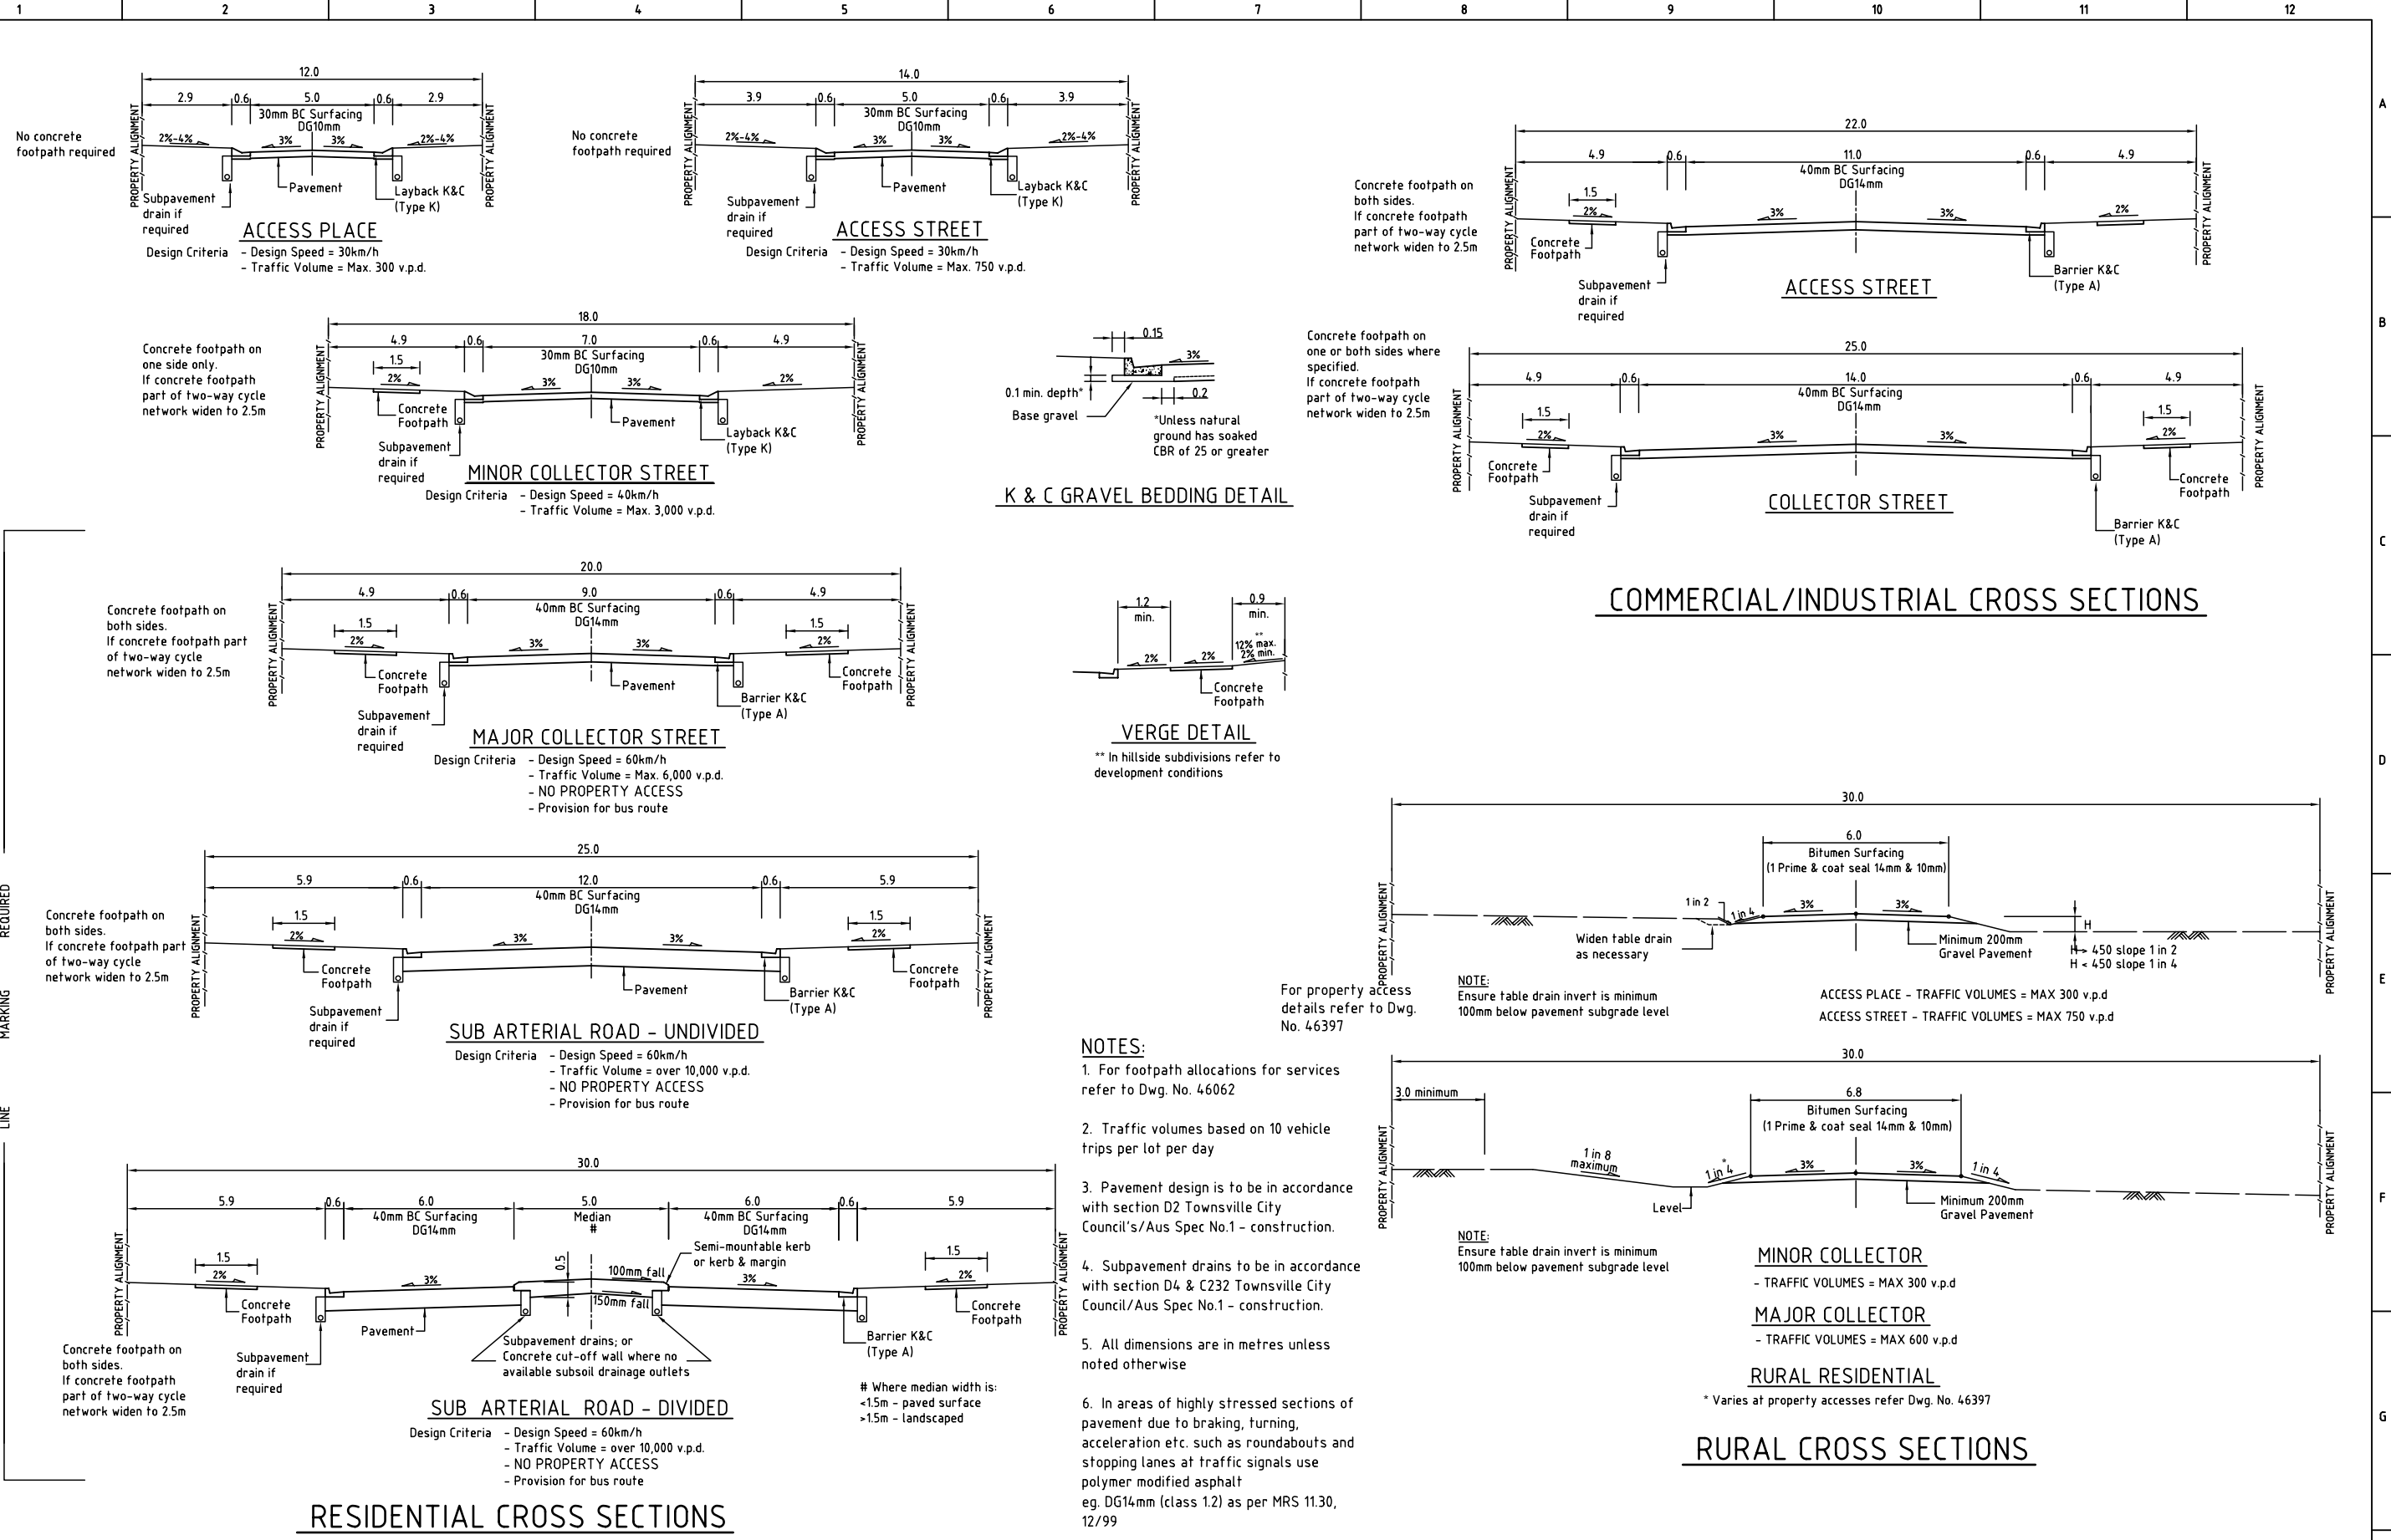 1 2 3 4 5 6 7 8 9 10 11 12
A
B
C
D
E
F
G
12.0
2.9 0.6 5.0 0.6 2.9
30mm BC Surfacing
DG10mm
No concrete
footpath required
PROPERTY ALIGNMENT
2%-4% 3% 3% 2%-4%
PROPERTY ALIGNMENT
Subpavement
drain if
required
Pavement
Layback K&C
(Type K)
ACCESS PLACE
Design Criteria - Design Speed = 30km/h
- Traffic Volume = Max. 300 v.p.d.
14.0
3.9 0.6 5.0 0.6 3.9
30mm BC Surfacing
DG10mm
No concrete
footpath required
PROPERTY ALIGNMENT
2%-4% 3% 3% 2%-4%
PROPERTY ALIGNMENT
Subpavement
drain if
required
Pavement
Layback K&C
(Type K)
ACCESS STREET
Design Criteria - Design Speed = 30km/h
- Traffic Volume = Max. 750 v.p.d.
18.0
4.9 0.6 7.0 0.6 4.9
30mm BC Surfacing
DG10mm
Concrete footpath on
one side only.
If concrete footpath
part of two-way cycle
network widen to 2.5m
PROPERTY ALIGNMENT
1.5
2% 3% 3% 2%
PROPERTY ALIGNMENT
Concrete
Footpath
Subpavement
drain if
required
Pavement
Layback K&C
(Type K)
MINOR COLLECTOR STREET
Design Criteria - Design Speed = 40km/h
- Traffic Volume = Max. 3,000 v.p.d.
0.15
3%
0.1 min. depth*
Base gravel
0.2
*Unless natural
ground has soaked
CBR of 25 or greater
K & C GRAVEL BEDDING DETAIL
20.0
4.9 0.6 9.0 0.6 4.9
40mm BC Surfacing
DG14mm
Concrete footpath on
both sides.
If concrete footpath part
of two-way cycle
network widen to 2.5m
PROPERTY ALIGNMENT
1.5 1.5
2% 3% 3% 2%
PROPERTY ALIGNMENT
Concrete
Footpath
Subpavement
drain if
required
Pavement
Barrier K&C
(Type A)
Concrete
Footpath
MAJOR COLLECTOR STREET
Design Criteria - Design Speed = 60km/h
- Traffic Volume = Max. 6,000 v.p.d.
- NO PROPERTY ACCESS
- Provision for bus route
1.2
min.
0.9
min.
**
12% max.
2% min.
2% 2%
Concrete
Footpath
VERGE DETAIL
** In hillside subdivisions refer to
development conditions
25.0
5.9 0.6 12.0 0.6 5.9
40mm BC Surfacing
DG14mm
Concrete footpath on
both sides.
If concrete footpath part
of two-way cycle
network widen to 2.5m
PROPERTY ALIGNMENT
1.5 1.5
2% 3% 3% 2%
PROPERTY ALIGNMENT
Concrete
Footpath
Subpavement
drain if
required
Pavement
Barrier K&C
(Type A)
Concrete
Footpath
SUB ARTERIAL ROAD - UNDIVIDED
Design Criteria - Design Speed = 60km/h
- Traffic Volume = over 10,000 v.p.d.
- NO PROPERTY ACCESS
- Provision for bus route
REQUIRED
MARKING
LINE
30.0
5.9 0.6 6.0 5.0 6.0 0.6 5.9
40mm BC Surfacing
DG14mm
Median
#
40mm BC Surfacing
DG14mm
Semi-mountable kerb
or kerb & margin
PROPERTY ALIGNMENT
1.5 0.5 1.5
2% 3% 100mm fall 3% 2%
150mm fall
PROPERTY ALIGNMENT
Concrete
Footpath
Pavement
Subpavement drains; or
Concrete cut-off wall where no
available subsoil drainage outlets
Barrier K&C
(Type A)
Concrete
Footpath
Concrete footpath on
both sides.
If concrete footpath
part of two-way cycle
network widen to 2.5m
Subpavement
drain if
required
# Where median width is:
<1.5m - paved surface
>1.5m - landscaped
SUB ARTERIAL ROAD - DIVIDED
Design Criteria - Design Speed = 60km/h
- Traffic Volume = over 10,000 v.p.d.
- NO PROPERTY ACCESS
- Provision for bus route
RESIDENTIAL CROSS SECTIONS
NOTES:
1. For footpath allocations for services
refer to Dwg. No. 46062
2. Traffic volumes based on 10 vehicle
trips per lot per day
3. Pavement design is to be in accordance
with section D2 Townsville City
Council's/Aus Spec No.1 - construction.
4. Subpavement drains to be in accordance
with section D4 & C232 Townsville City
Council/Aus Spec No.1 - construction.
5. All dimensions are in metres unless
noted otherwise
6. In areas of highly stressed sections of
pavement due to braking, turning,
acceleration etc. such as roundabouts and
stopping lanes at traffic signals use
polymer modified asphalt
eg. DG14mm (class 1.2) as per MRS 11.30,
12/99
22.0
4.9 0.6 11.0 0.6 4.9
40mm BC Surfacing
DG14mm
Concrete footpath on
both sides.
If concrete footpath
part of two-way cycle
network widen to 2.5m
PROPERTY ALIGNMENT
1.5
2% 3% 3% 2%
PROPERTY ALIGNMENT
Concrete
Footpath
Subpavement
drain if
required
Barrier K&C
(Type A)
ACCESS STREET
25.0
4.9 0.6 14.0 0.6 4.9
40mm BC Surfacing
DG14mm
Concrete footpath on
one or both sides where
specified.
If concrete footpath
part of two-way cycle
network widen to 2.5m
PROPERTY ALIGNMENT
1.5 1.5
2% 3% 3% 2%
PROPERTY ALIGNMENT
Concrete
Footpath
Subpavement
drain if
required
Concrete
Footpath
Barrier K&C
(Type A)
COLLECTOR STREET
COMMERCIAL/INDUSTRIAL CROSS SECTIONS
30.0
6.0
Bitumen Surfacing
(1 Prime & coat seal 14mm & 10mm)
PROPERTY ALIGNMENT
1 in 2
1 in 4
3% 3%
H
PROPERTY ALIGNMENT
Widen table drain
as necessary
Minimum 200mm
Gravel Pavement
H> 450 slope 1 in 2
H < 450 slope 1 in 4
For property access
details refer to Dwg.
No. 46397
NOTE:
Ensure table drain invert is minimum
100mm below pavement subgrade level
ACCESS PLACE - TRAFFIC VOLUMES = MAX 300 v.p.d
ACCESS STREET - TRAFFIC VOLUMES = MAX 750 v.p.d
30.0
3.0 minimum
6.8
Bitumen Surfacing
(1 Prime & coat seal 14mm & 10mm)
PROPERTY ALIGNMENT
1 in 8
maximum
1 in 4*
3% 3%
1 in 4
PROPERTY ALIGNMENT
Level
Minimum 200mm
Gravel Pavement
NOTE:
Ensure table drain invert is minimum
100mm below pavement subgrade level
MINOR COLLECTOR
- TRAFFIC VOLUMES = MAX 300 v.p.d
MAJOR COLLECTOR
- TRAFFIC VOLUMES = MAX 600 v.p.d
RURAL RESIDENTIAL
* Varies at property accesses refer Dwg. No. 46397
RURAL CROSS SECTIONS